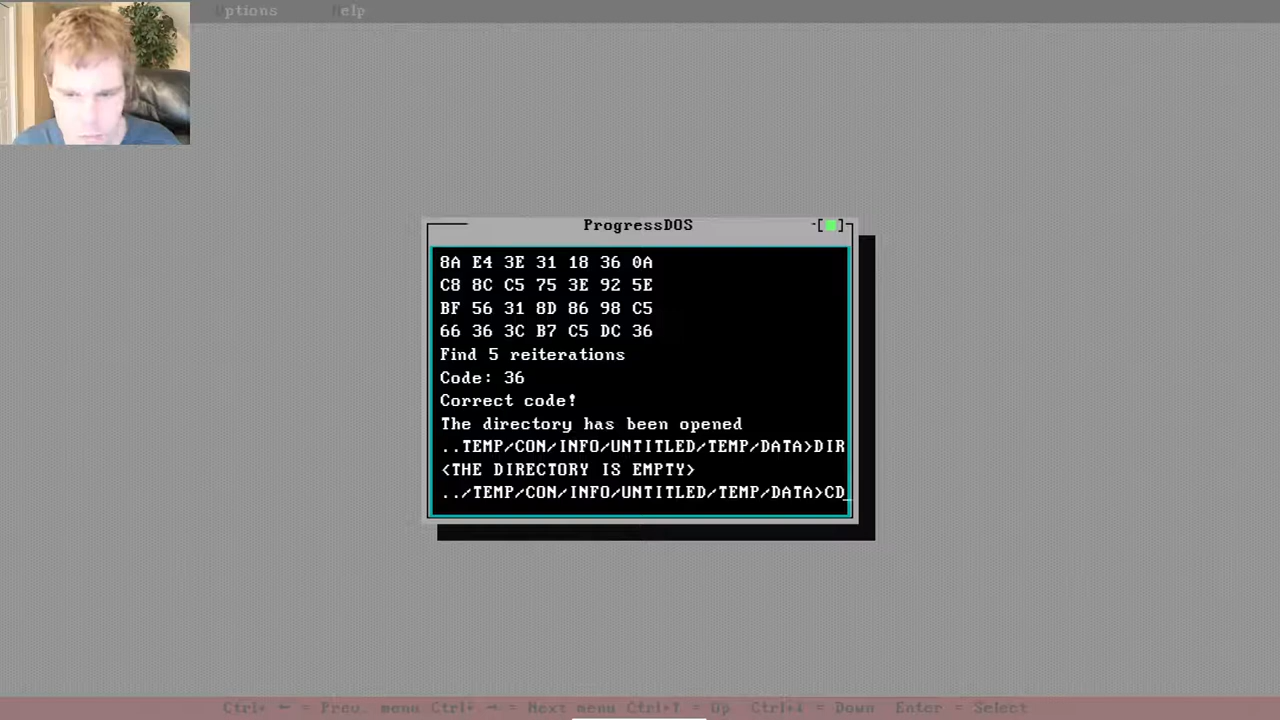 Options Help
ProgressDOS
8A E4 3E 31 18 36 0A
C8 8C C5 75 3E 92 5E
BF 56 31 8D 86 98 C5
66 36 3C B7 C5 DC 36
Find 5 reiterations
Code: 36
Correct code!
The directory has been opened
..TEMP/CON/INFO/UNTITLED/TEMP/DATA>DIR
<THE DIRECTORY IS EMPTY>
../TEMP/CON/INFO/UNTITLED/TEMP/DATA>CD_
Ctrl+ ← = Prev. menu Ctrl+ → = Next menu Ctrl+↑ = Up Ctrl+↓ = Down Enter = Select